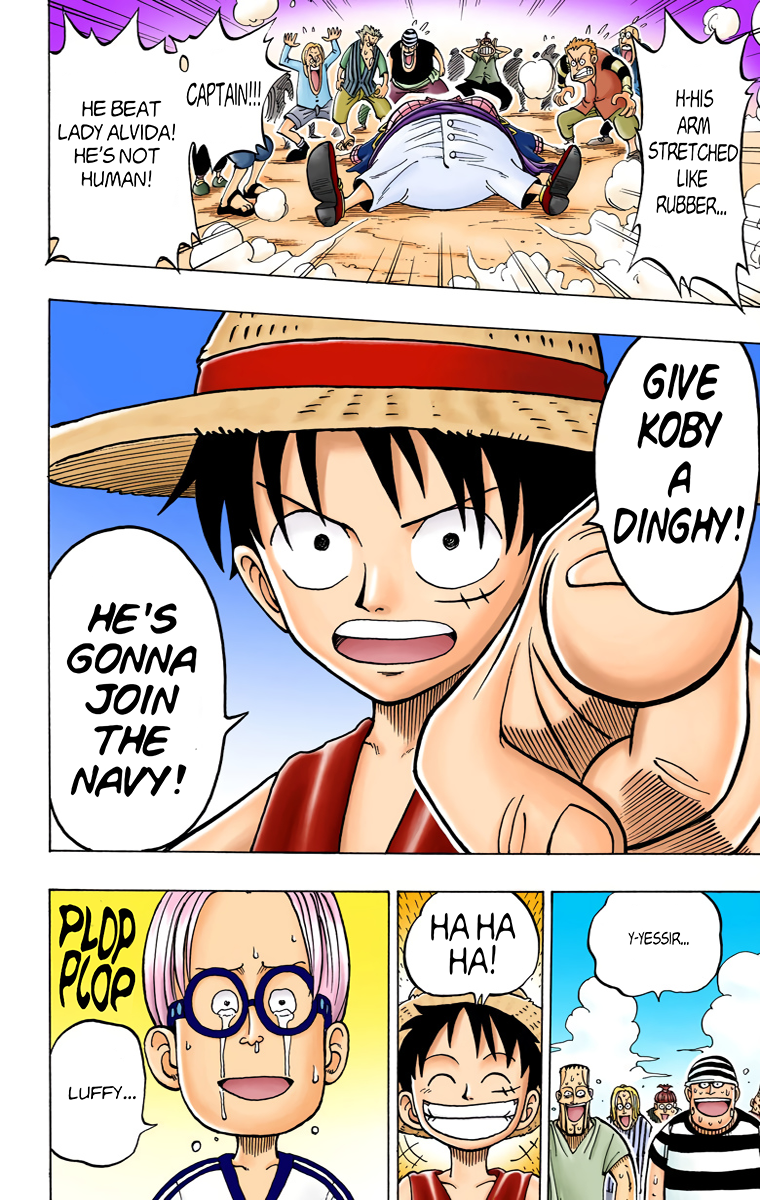 H-HIS
ARM
STRETCHED
LIKE
RUBBER...
CAPTAIN!!!
HE BEAT
LADY ALVIDA!
HE'S NOT
HUMAN!
GIVE
KOBY
A
DINGHY!
HE'S
GONNA
JOIN
THE
NAVY!
Y-YESSIR...
HA HA
HA!
PLOP
PLOP
LUFFY...